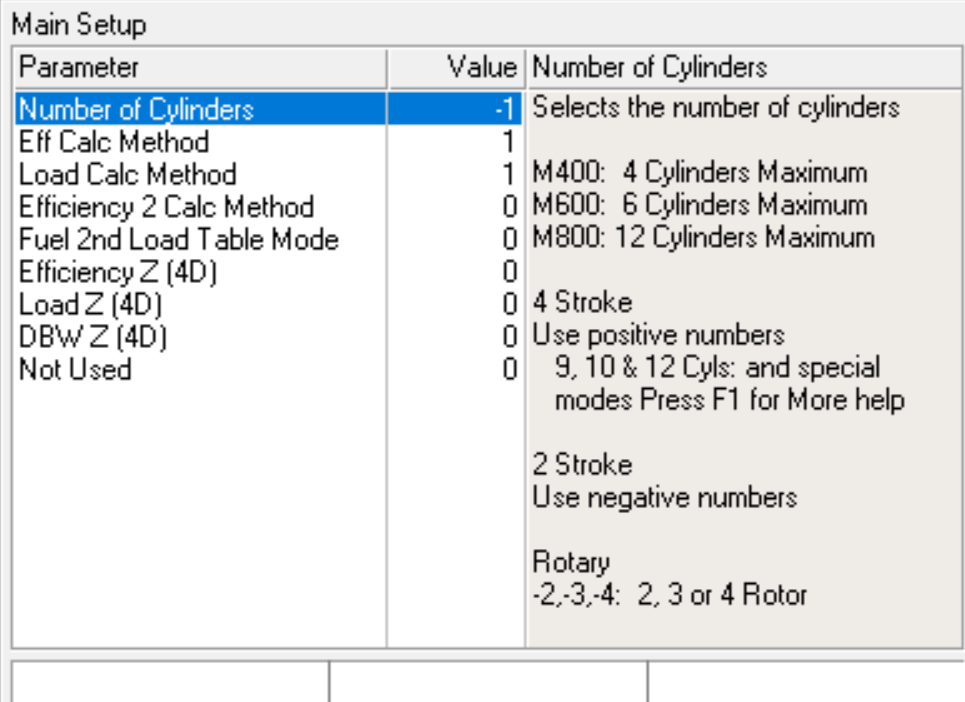 Main Setup
Parameter Value Number of Cylinders
Number of Cylinders -1
Eff Calc Method 1
Load Calc Method 1
Efficiency 2 Calc Method 0
Fuel 2nd Load Table Mode 0
Efficiency Z (4D) 0
Load Z (4D) 0
DBW Z (4D) 0
Not Used 0
Selects the number of cylinders
M400: 4 Cylinders Maximum
M600: 6 Cylinders Maximum
M800: 12 Cylinders Maximum
4 Stroke
Use positive numbers
9, 10 & 12 Cyls: and special
modes Press F1 for More help
2 Stroke
Use negative numbers
Rotary
-2,-3,-4: 2, 3 or 4 Rotor